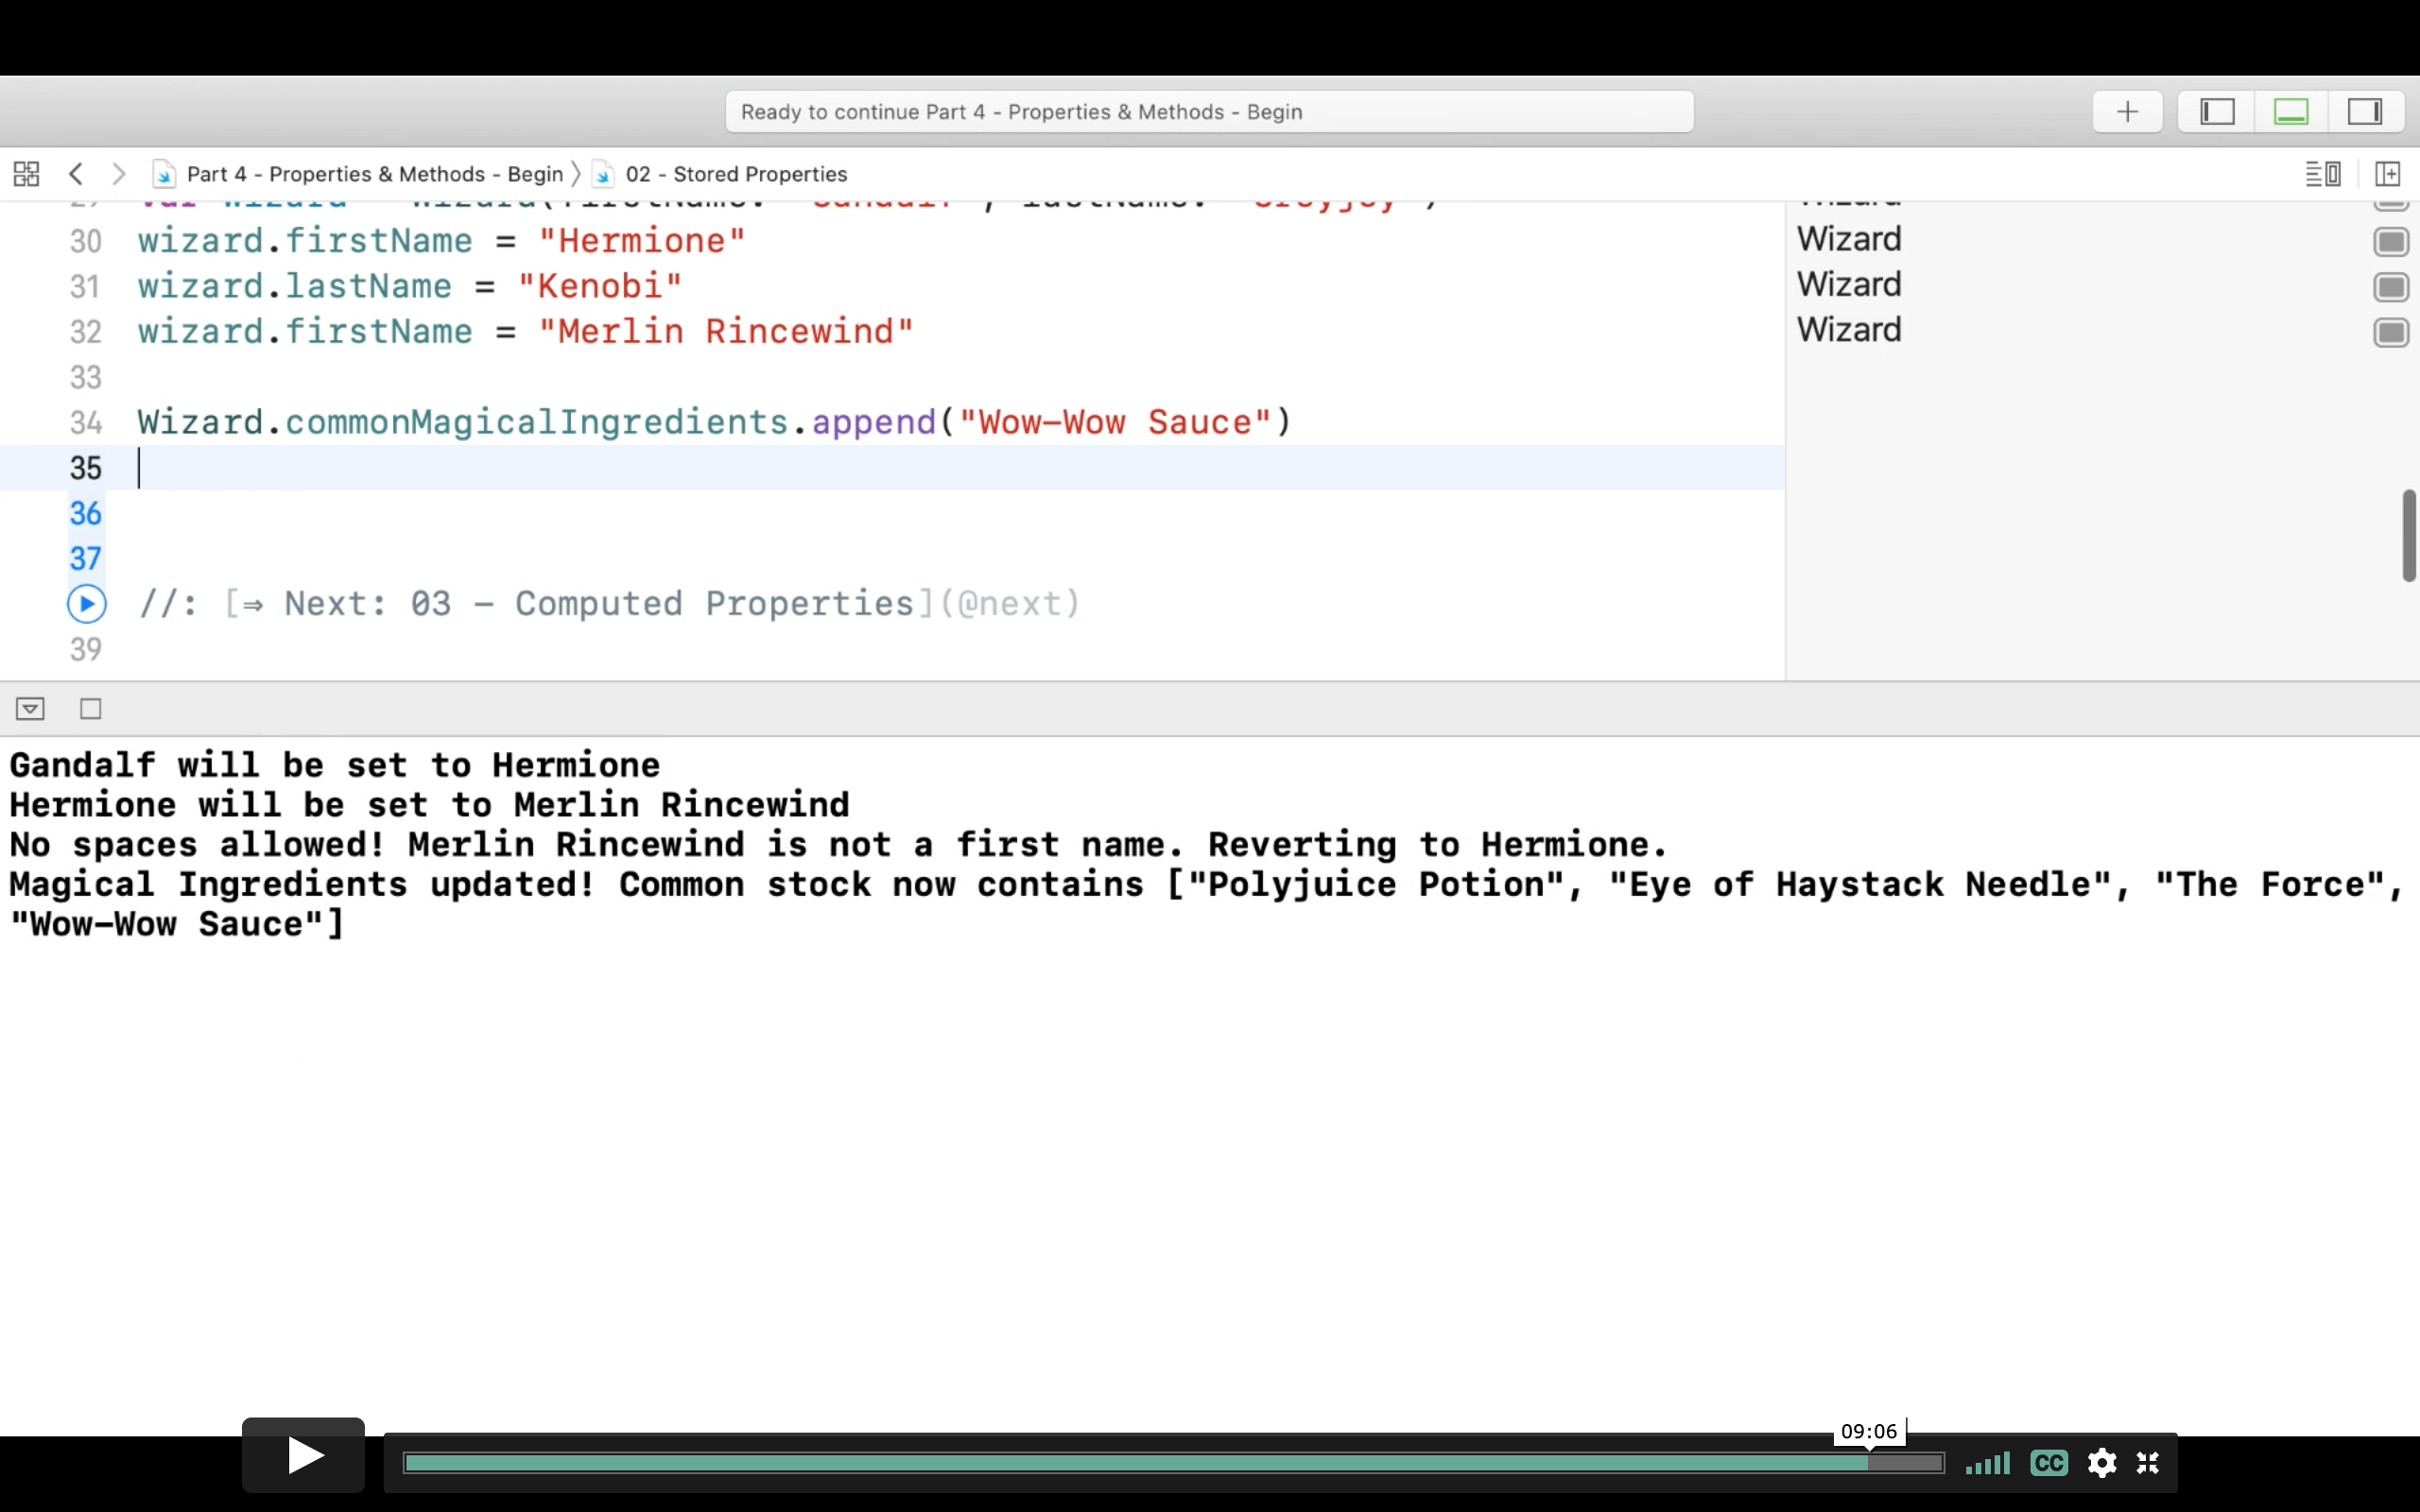 Ready to continue Part 4 - Properties & Methods - Begin
Part 4 - Properties & Methods - Begin 〉 02 - Stored Properties
30 wizard.firstName = "Hermione" Wizard
31 wizard.lastName = "Kenobi" Wizard
32 wizard.firstName = "Merlin Rincewind" Wizard
33
34 Wizard.commonMagicalIngredients.append("Wow—Wow Sauce")
35
36
37
//: [⇒ Next: 03 — Computed Properties](@next)
39
Gandalf will be set to Hermione
Hermione will be set to Merlin Rincewind
No spaces allowed! Merlin Rincewind is not a first name. Reverting to Hermione.
Magical Ingredients updated! Common stock now contains ["Polyjuice Potion", "Eye of Haystack Needle", "The Force",
"Wow—Wow Sauce"]
09:06
CC